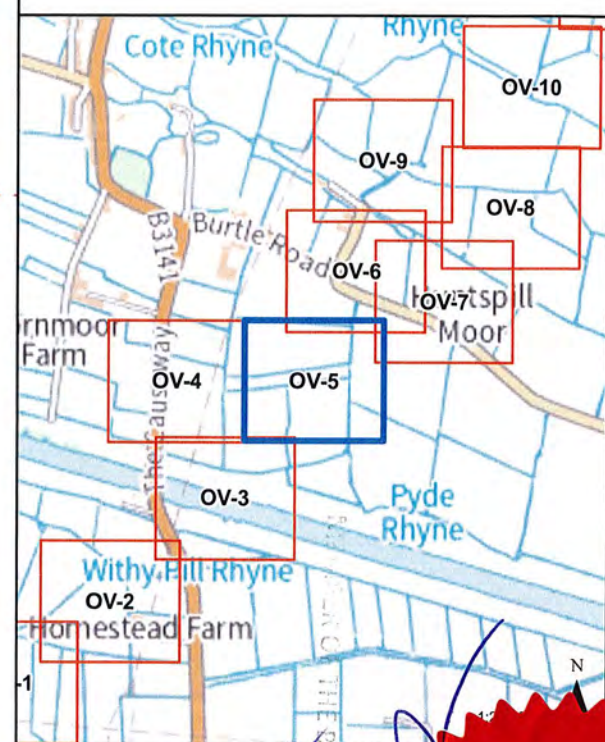 Rhyne
Cote Rhyne
OV-10
OV-9
OV-8
B3141
Burtle Road
OV-6
OV-7
Huntspill
Moor
Farm
OV-4
The Causeway
OV-5
OV-3
Pyde
Rhyne
Withy Pill Rhyne
OV-2
Homestead Farm
-1
N